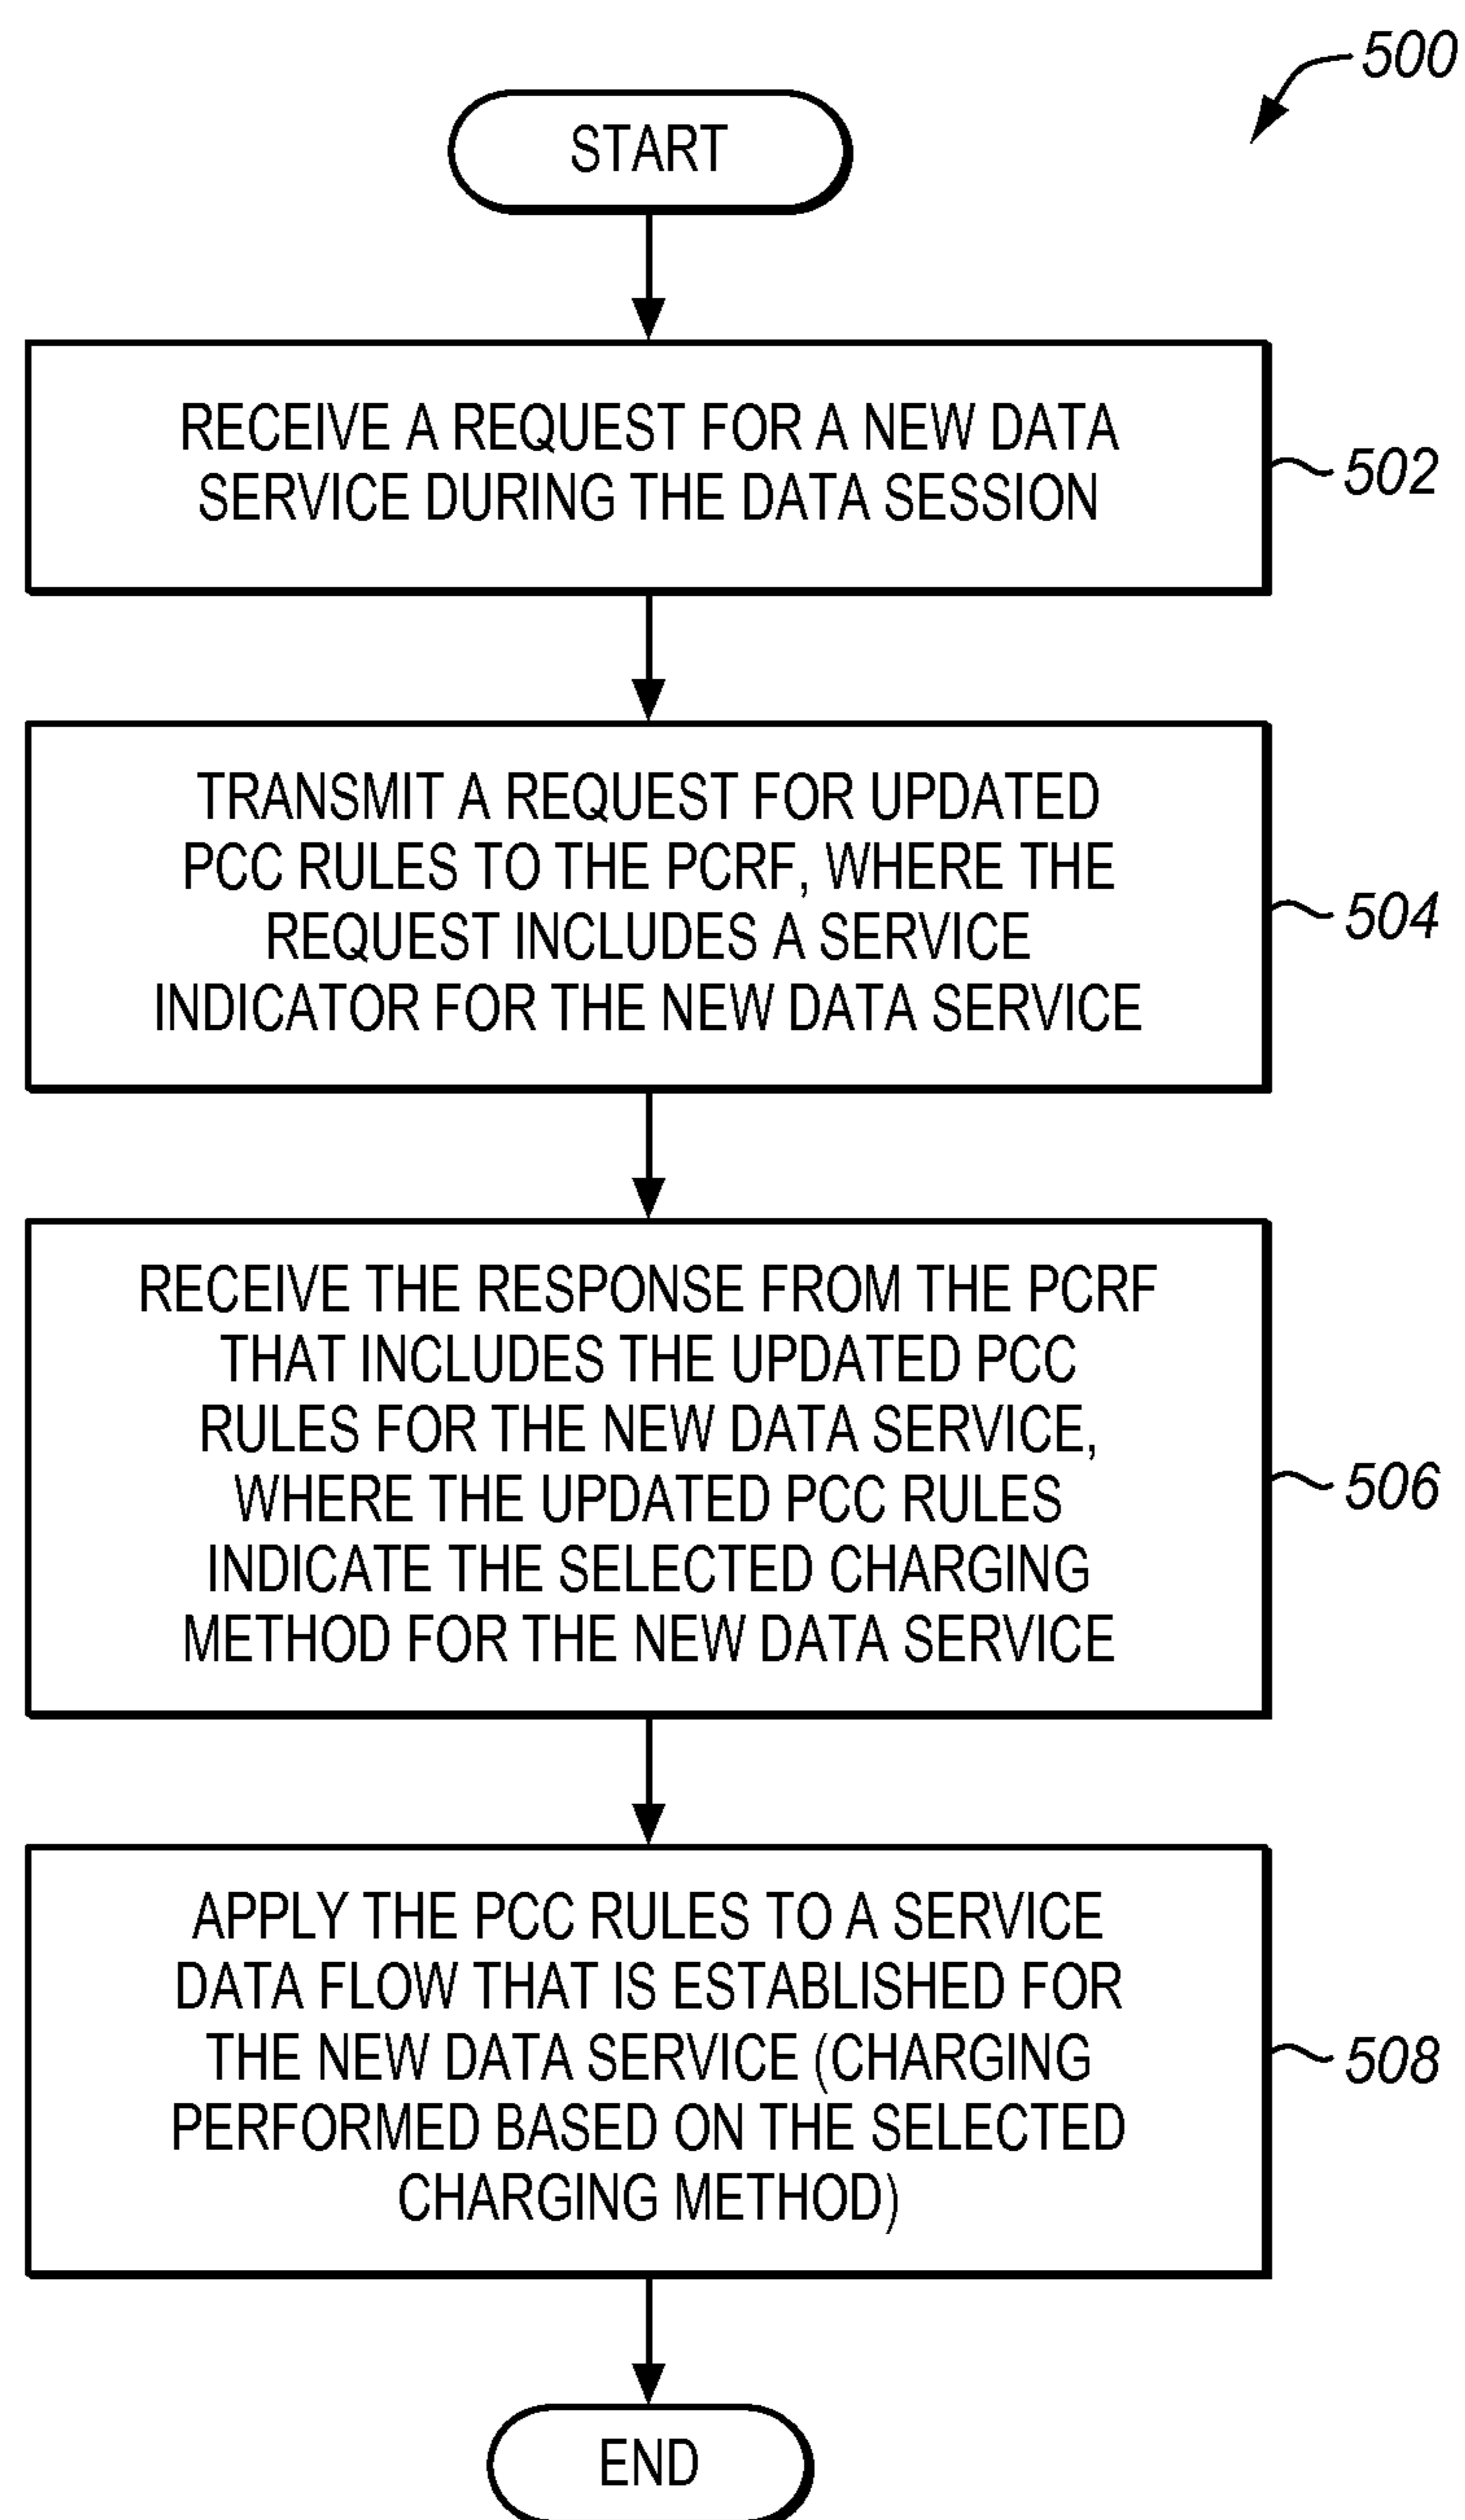 500
START
RECEIVE A REQUEST FOR A NEW DATA
SERVICE DURING THE DATA SESSION
502
TRANSMIT A REQUEST FOR UPDATED
PCC RULES TO THE PCRF, WHERE THE
REQUEST INCLUDES A SERVICE
INDICATOR FOR THE NEW DATA SERVICE
504
RECEIVE THE RESPONSE FROM THE PCRF
THAT INCLUDES THE UPDATED PCC
RULES FOR THE NEW DATA SERVICE,
WHERE THE UPDATED PCC RULES
INDICATE THE SELECTED CHARGING
METHOD FOR THE NEW DATA SERVICE
506
APPLY THE PCC RULES TO A SERVICE
DATA FLOW THAT IS ESTABLISHED FOR
THE NEW DATA SERVICE (CHARGING
PERFORMED BASED ON THE SELECTED
CHARGING METHOD)
508
END